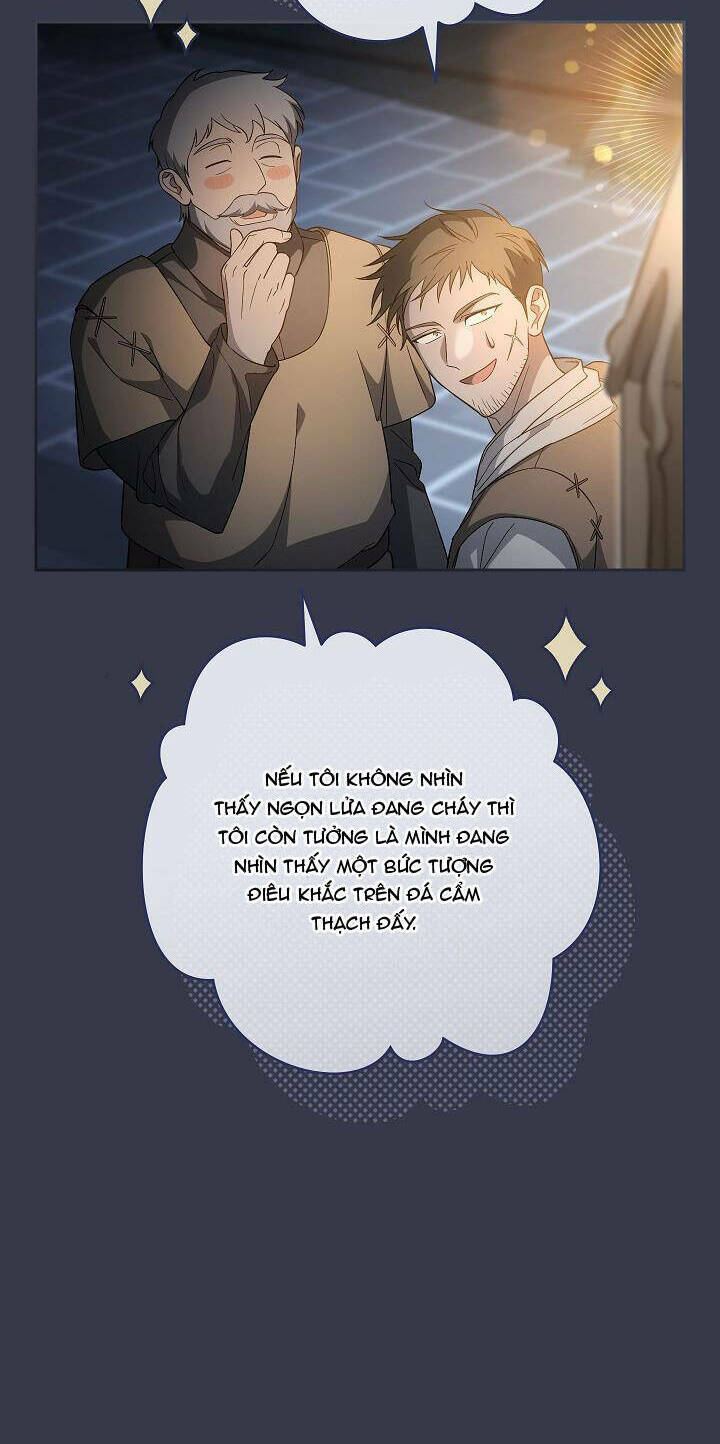 NẾU TÔI KHÔNG NHÌN
THẤY NGỌN LỬA ĐANG CHÁY THÌ
TÔI CÒN TƯỞNG LÀ MÌNH ĐANG
NHÌN THẤY MỘT BỨC TƯỢNG
ĐIÊU KHẮC TRÊN ĐÁ CẨM
THẠCH ĐẤY.